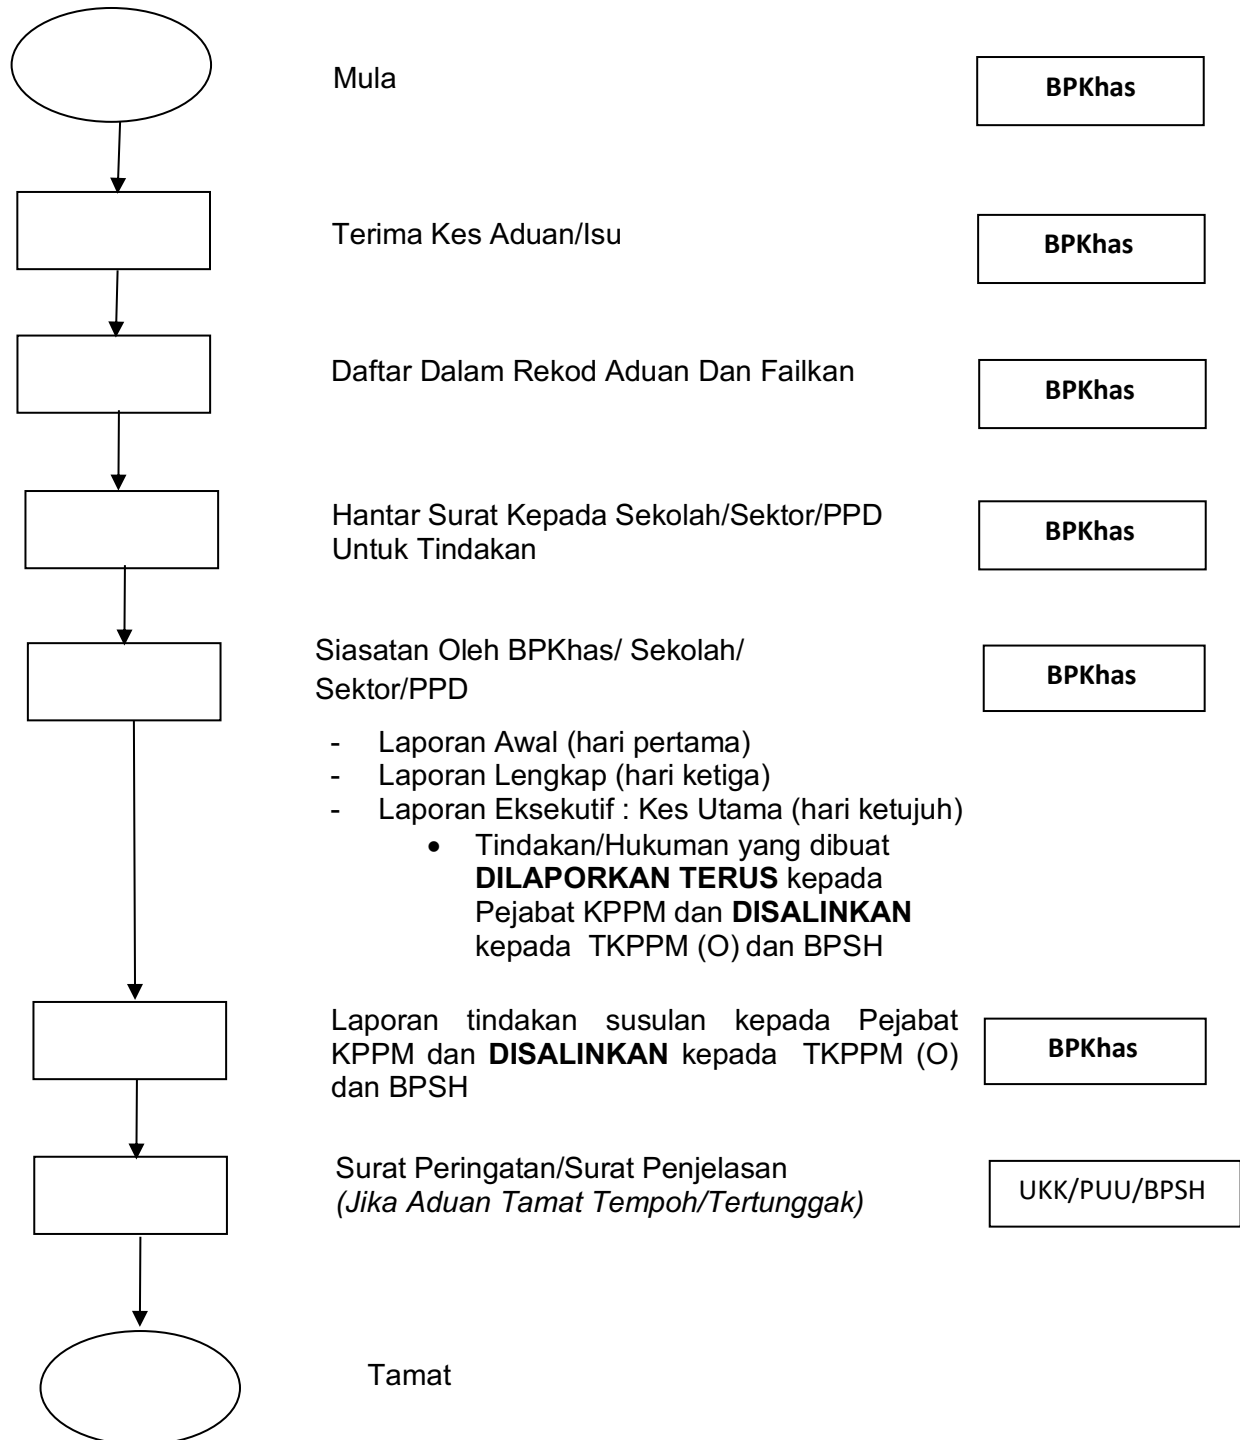 Mula
BPKhas
Terima Kes Aduan/Isu
BPKhas
Daftar Dalam Rekod Aduan Dan Failkan
BPKhas
Hantar Surat Kepada Sekolah/Sektor/PPD
Untuk Tindakan
BPKhas
Siasatan Oleh BPKhas/ Sekolah/
Sektor/PPD
BPKhas
- Laporan Awal (hari pertama)
- Laporan Lengkap (hari ketiga)
- Laporan Eksekutif : Kes Utama (hari ketujuh)
• Tindakan/Hukuman yang dibuat
DILAPORKAN TERUS kepada
Pejabat KPPM dan DISALINKAN
kepada TKPPM (O) dan BPSH
Laporan tindakan susulan kepada Pejabat
KPPM dan DISALINKAN kepada TKPPM (O)
dan BPSH
BPKhas
Surat Peringatan/Surat Penjelasan
(Jika Aduan Tamat Tempoh/Tertunggak)
UKK/PUU/BPSH
Tamat